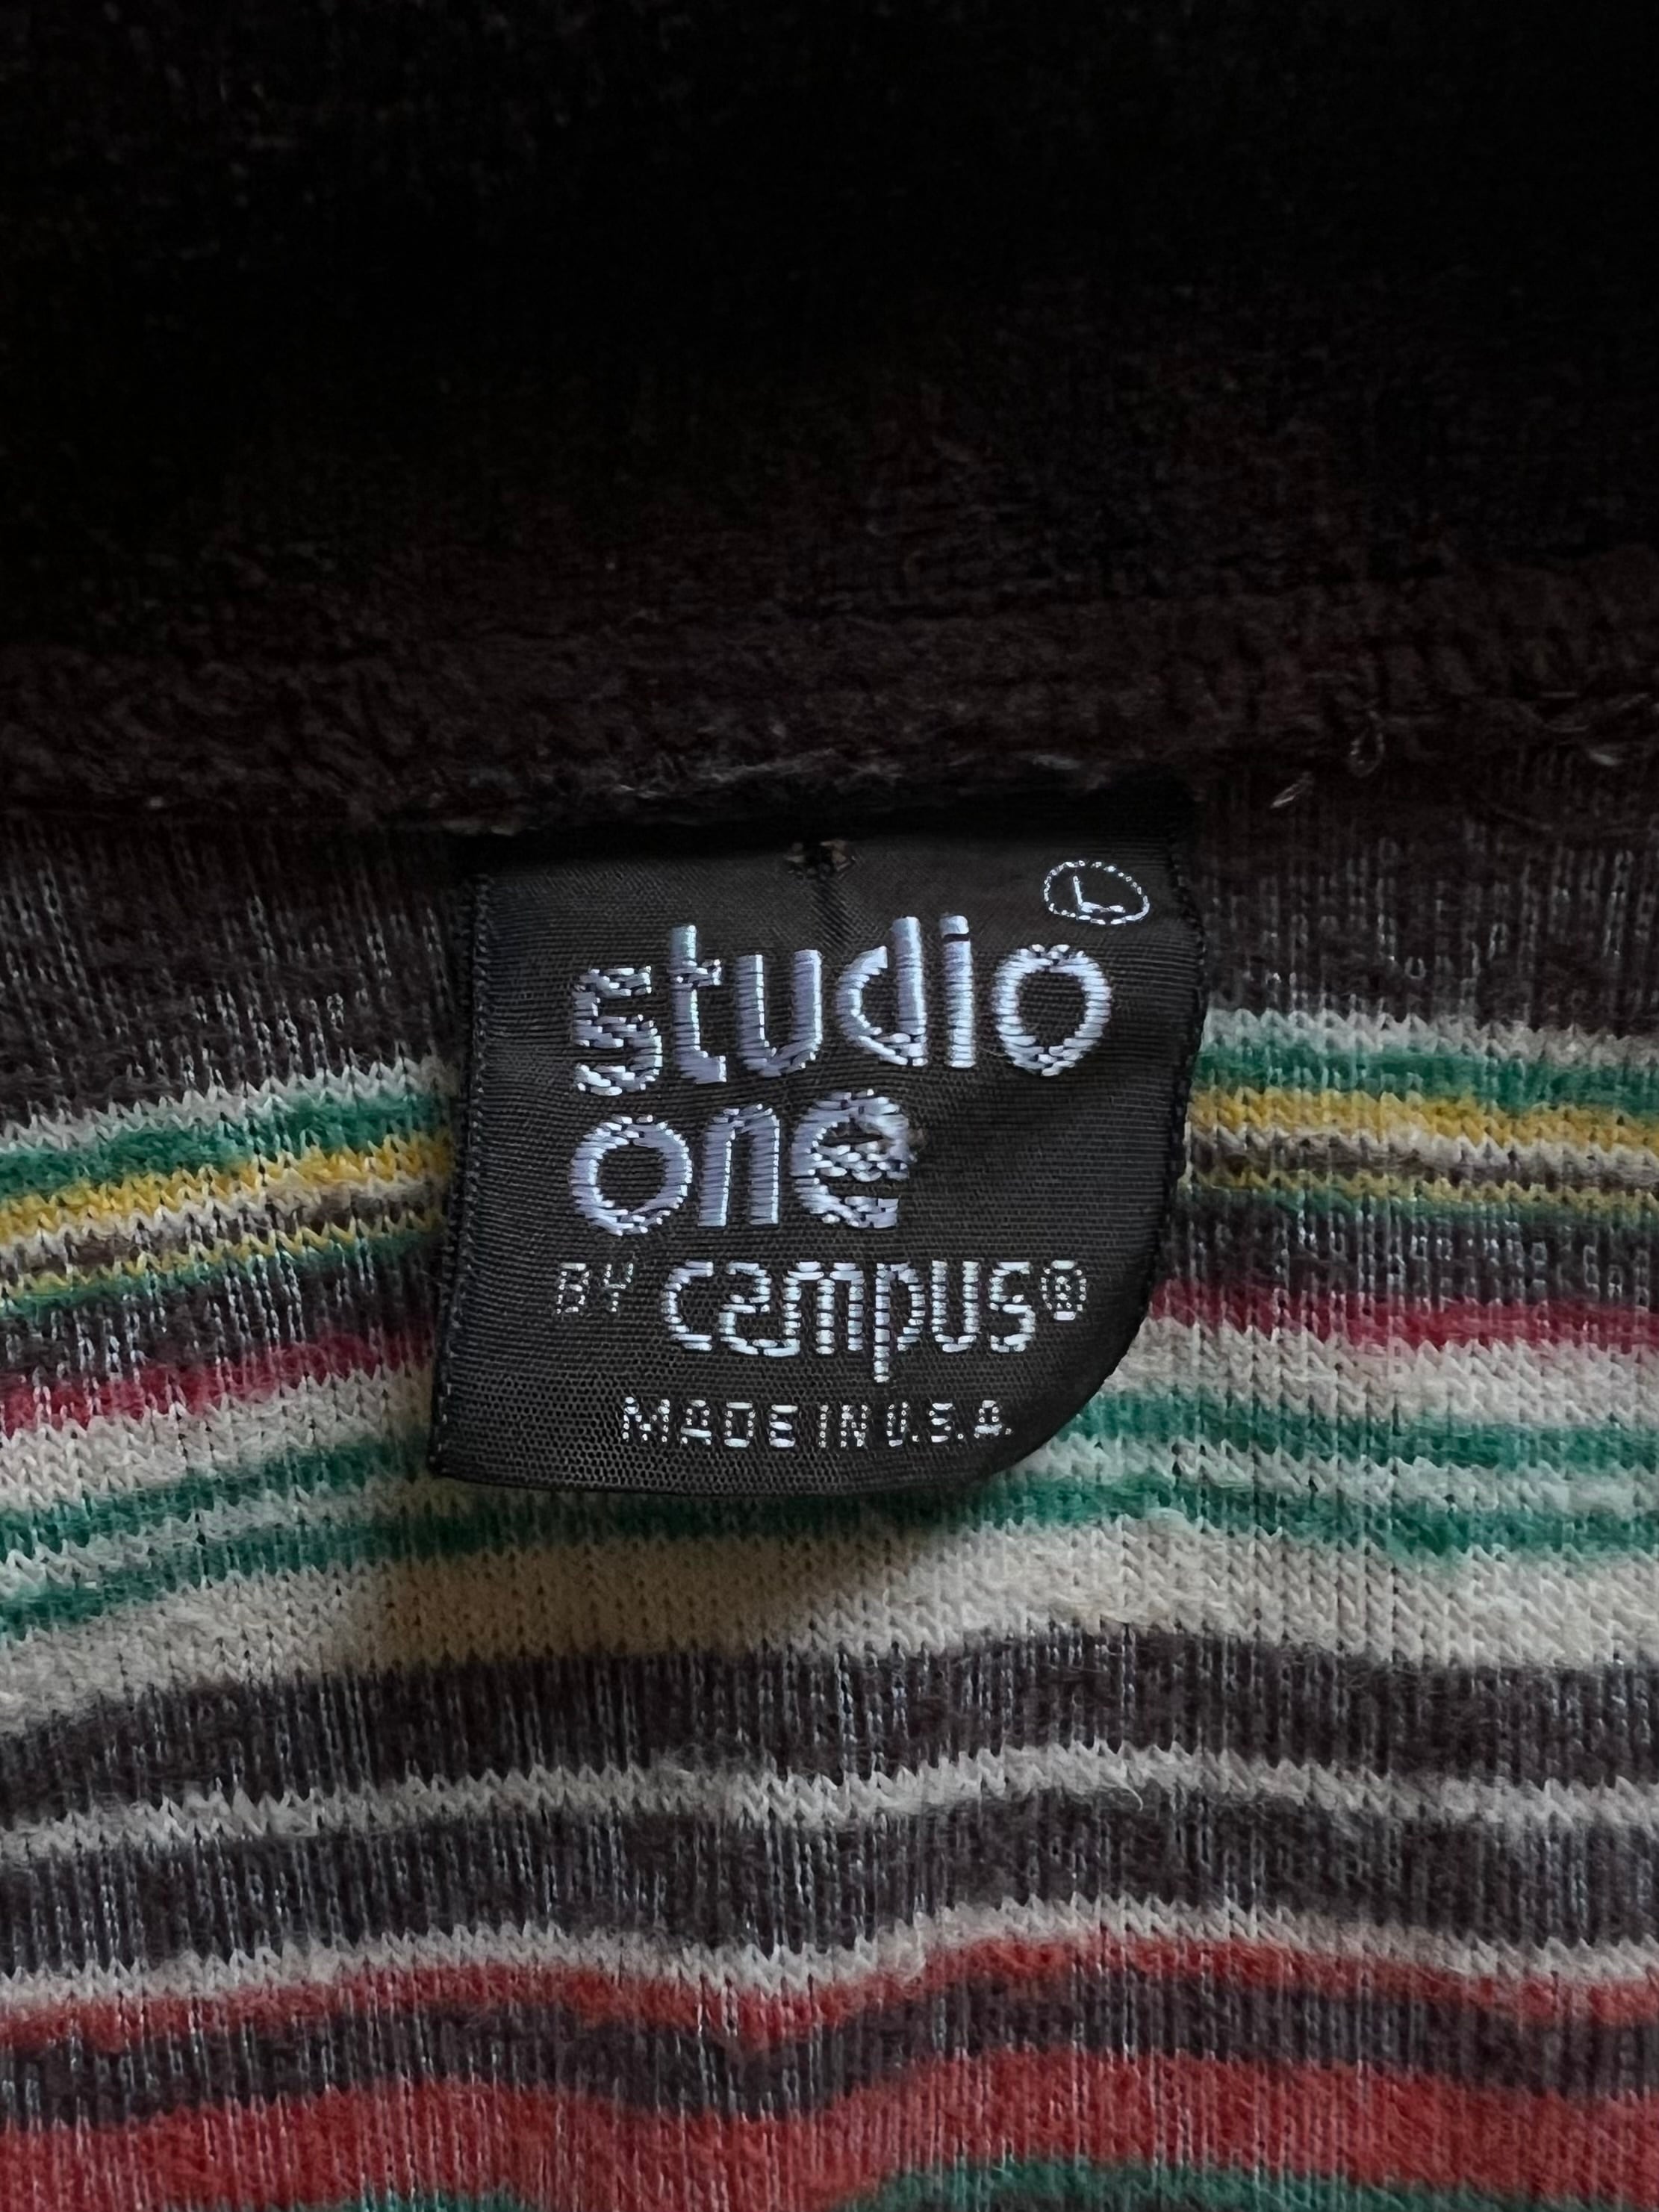 L
studio
one
BY campus®
MADE IN U.S.A.